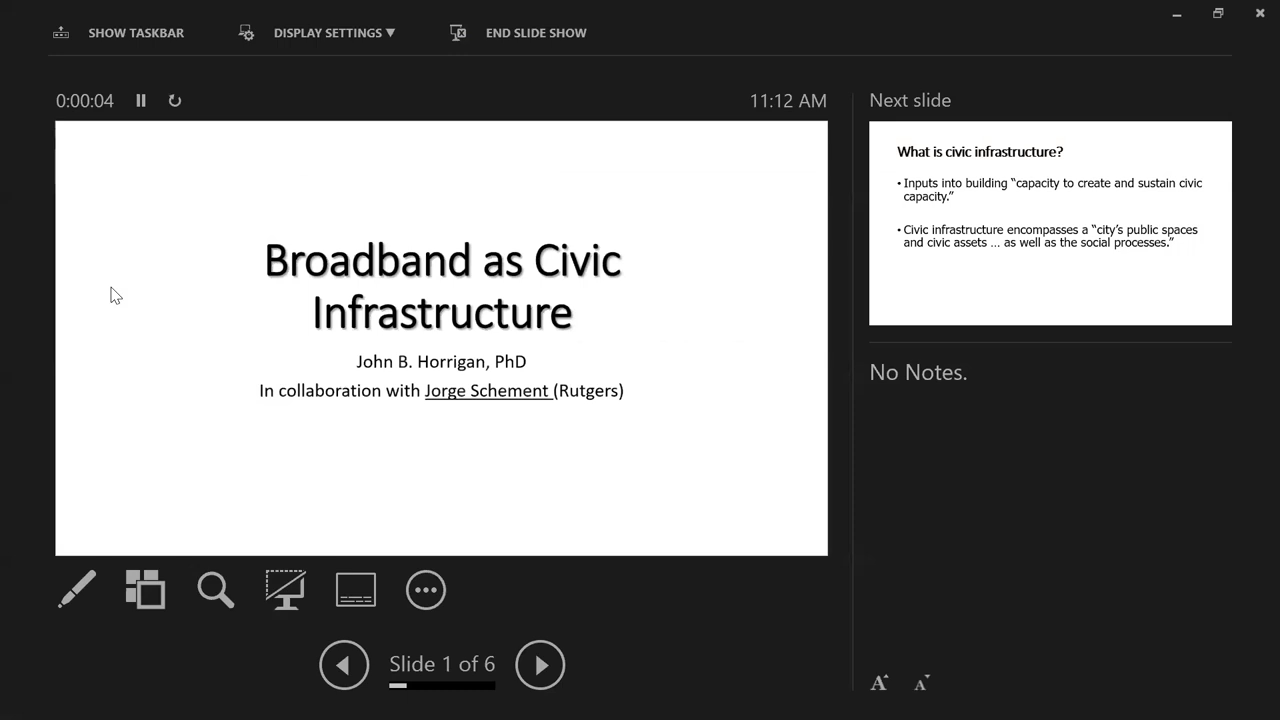 SHOW TASKBAR
DISPLAY SETTINGS ▼
END SLIDE SHOW
0:00:04
11:12 AM
Broadband as Civic
Infrastructure
John B. Horrigan, PhD
In collaboration with Jorge Schement (Rutgers)
Slide 1 of 6
Next slide
What is civic infrastructure?
• Inputs into building “capacity to create and sustain civic
capacity.”
• Civic infrastructure encompasses a “city’s public spaces
and civic assets … as well as the social processes.”
No Notes.
A A